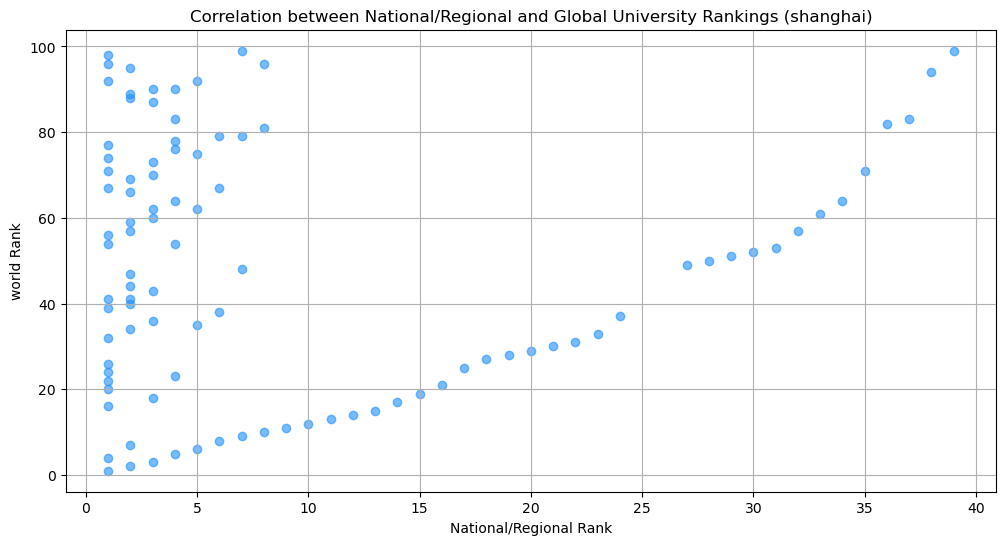 Correlation between National/Regional and Global University Rankings (shanghai)
100
80
60
40
20
0
world Rank
0 5 10 15 20 25 30 35 40
National/Regional Rank